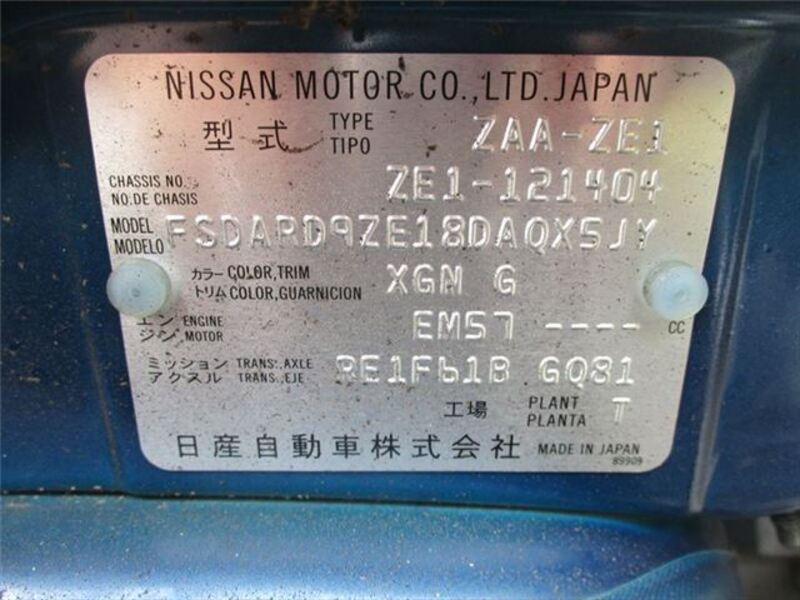 NISSAN MOTOR CO.,LTD. JAPAN
型式 TYPE TIPO ZAA-ZE1
CHASSIS NO. NO. DE CHASIS ZE1-121404
MODEL MODELO FSDARD9ZE18DAQX5JY
カラー COLOR, TRIM
トリム COLOR, GUARNICION XGN G
エンジン ENGINE MOTOR EM57 ---- CC
ミッション TRANS., AXLE
アクスル TRANS., EJE RE1F61B GQ81
工場 PLANT PLANTA T
日産自動車株式会社 MADE IN JAPAN
89909